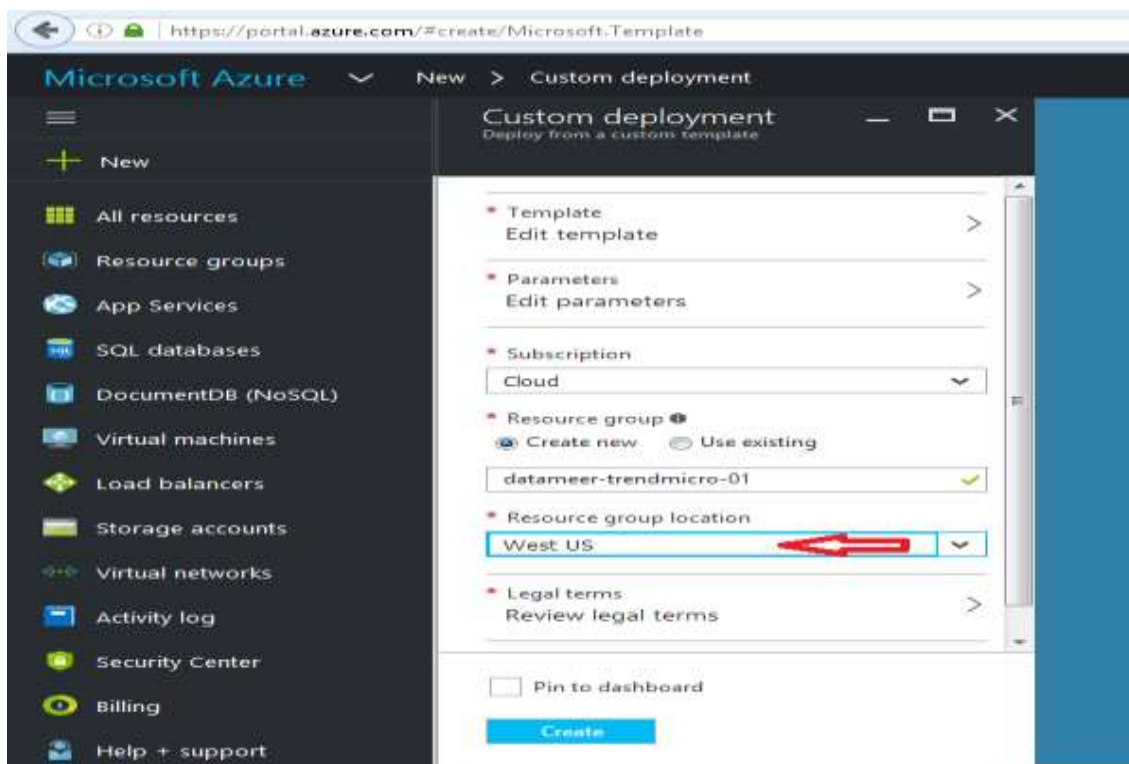 https://portal.azure.com/#create/Microsoft.Template
Microsoft Azure New > Custom deployment
New
All resources
Resource groups
App Services
SQL databases
DocumentDB (NoSQL)
Virtual machines
Load balancers
Storage accounts
Virtual networks
Activity log
Security Center
Billing
Help + support
Custom deployment
Deploy from a custom template
* Template
Edit template
* Parameters
Edit parameters
* Subscription
Cloud
* Resource group
Create new Use existing
datameer-trendmicro-01
* Resource group location
West US
* Legal terms
Review legal terms
Pin to dashboard
Create